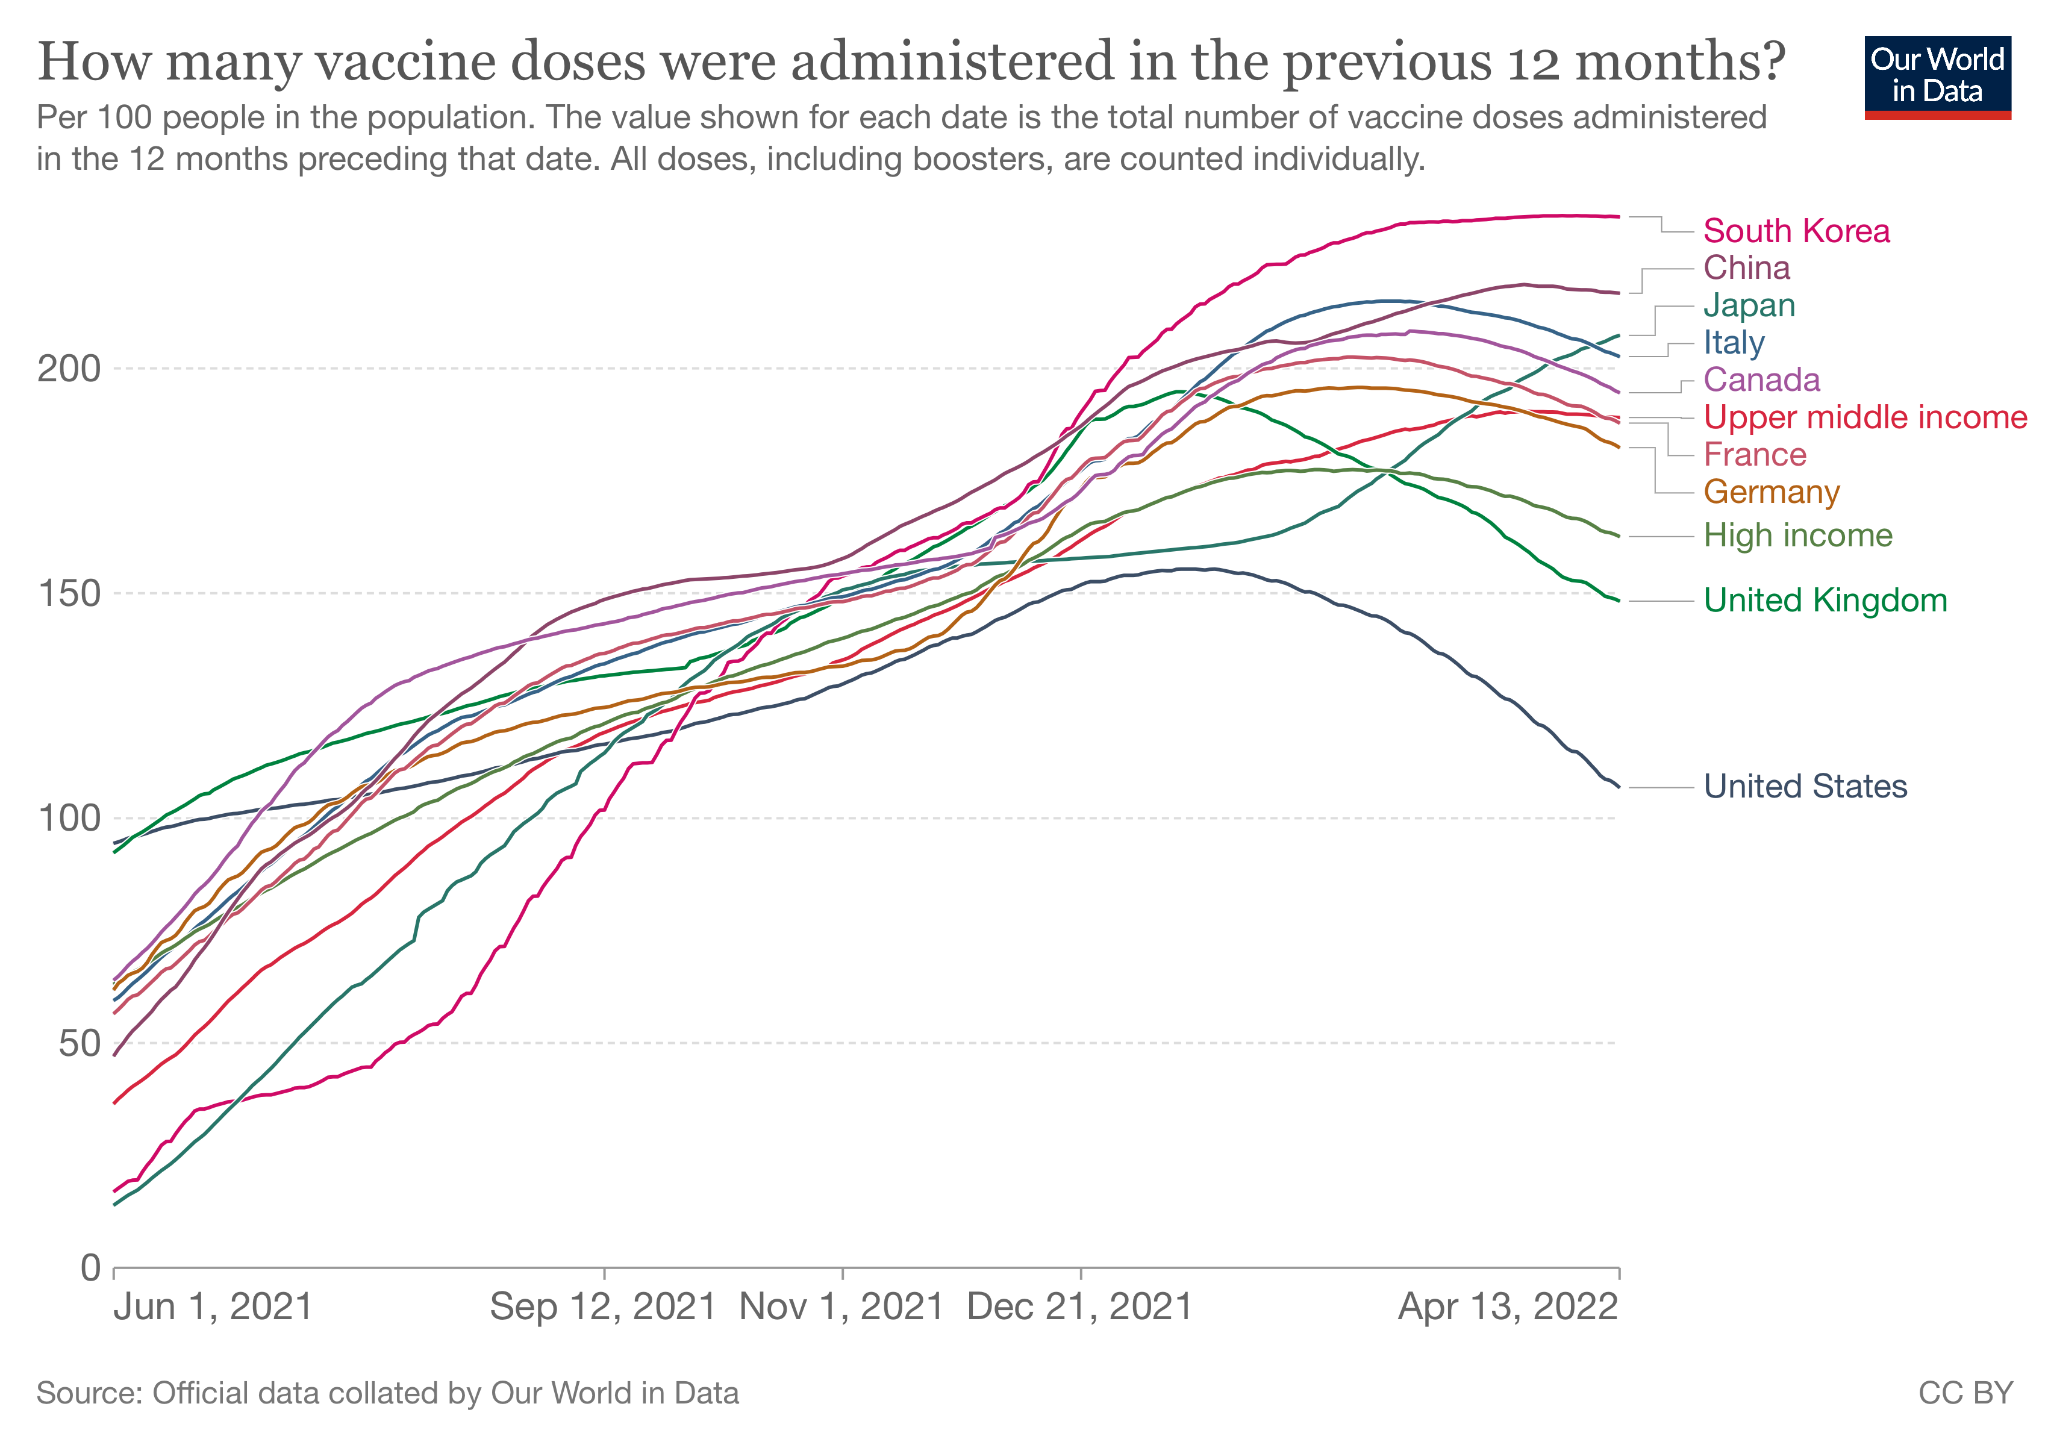 How many vaccine doses were administered in the previous 12 months?
Our World
in Data
Per 100 people in the population. The value shown for each date is the total number of vaccine doses administered
in the 12 months preceding that date. All doses, including boosters, are counted individually.
South Korea
China
Japan
Italy
Canada
Upper middle income
France
Germany
High income
United Kingdom
United States
200
150
100
50
0
Jun 1, 2021
Sep 12, 2021
Nov 1, 2021
Dec 21, 2021
Apr 13, 2022
Source: Official data collated by Our World in Data
CC BY